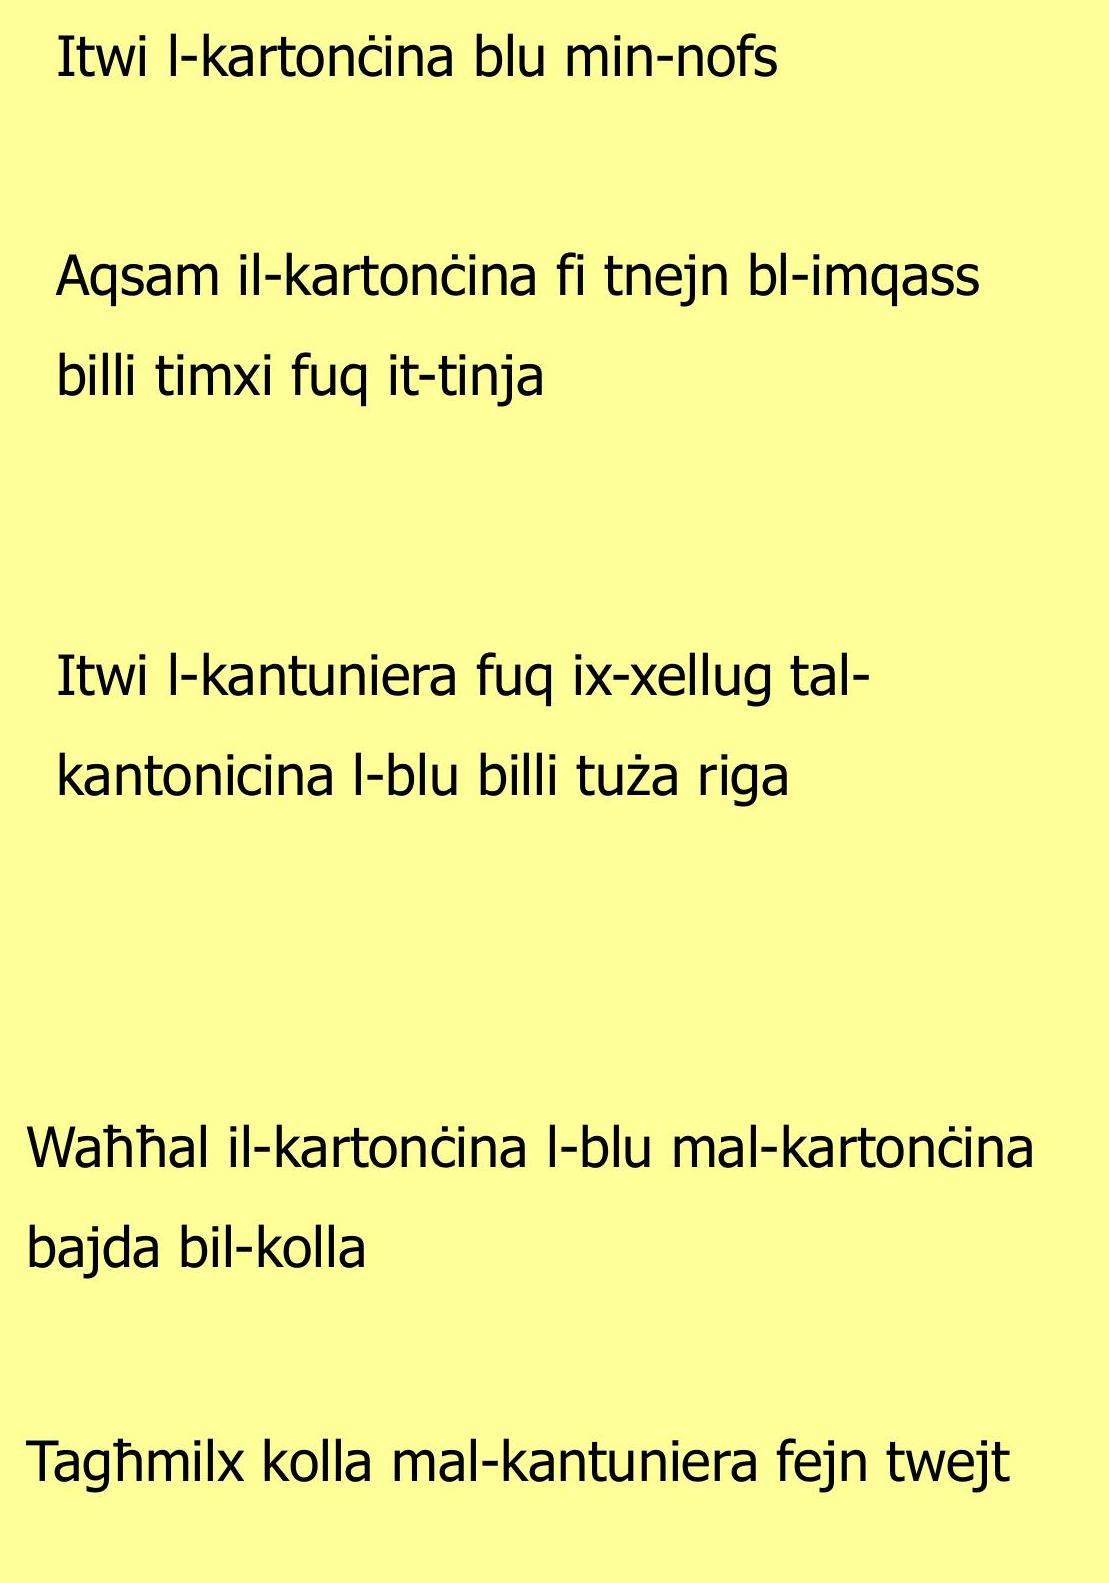 Itwi l-kartonċina blu min-nofs
Aqsam il-kartonċina fi tnejn bl-imqass
billi timxi fuq it-tinja
Itwi l-kantuniera fuq ix-xellug tal-
kantonicina l-blu billi tuża riga
Waħħal il-kartonċina l-blu mal-kartonċina
bajda bil-kolla
Tagħmilx kolla mal-kantuniera fejn twejt